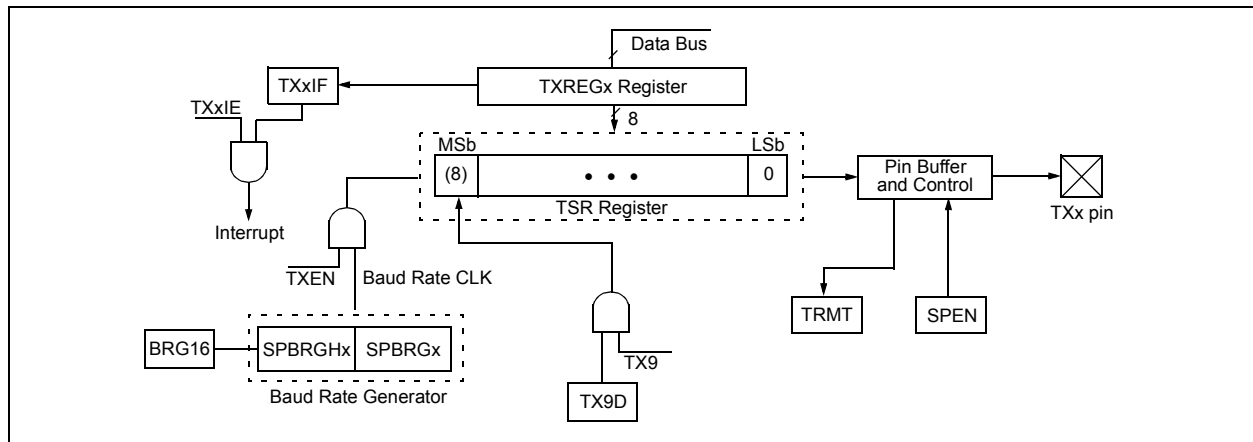 Data Bus
TXxIF
TXREGx Register
TXxIE
8
MSb
LSb
(8)
• • •
0
Pin Buffer
and Control
TSR Register
TXx pin
Interrupt
TXEN
Baud Rate CLK
TRMT
SPEN
BRG16
SPBRGHx
SPBRGx
TX9
Baud Rate Generator
TX9D